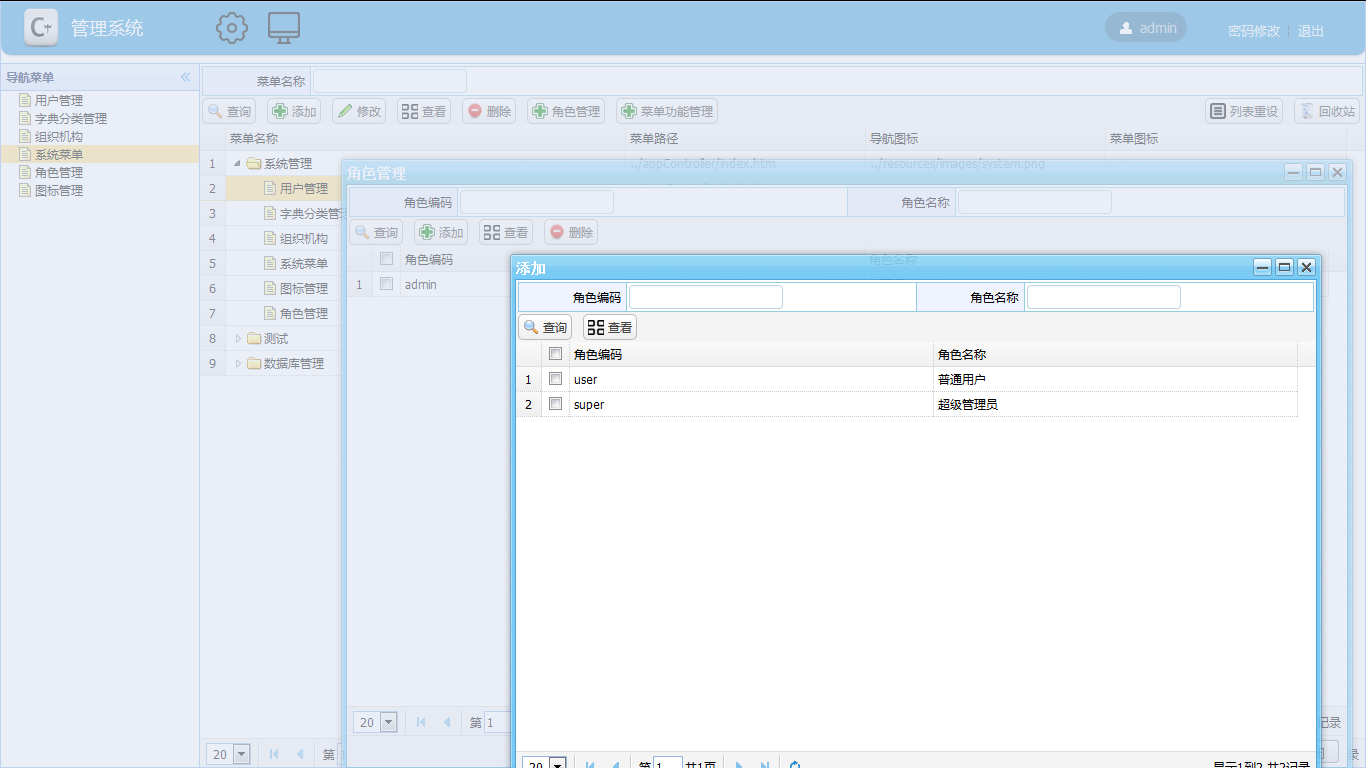 C+ 管理系统 admin 密码修改 | 退出
导航菜单
用户管理
字典分类管理
组织机构
系统菜单
角色管理
图标管理
菜单名称
查询 添加 修改 查看 删除 角色管理 菜单功能管理 列表重设 回收站
菜单名称 菜单路径 导航图标 菜单图标
1 系统管理 ../appController/index.htm ../resources/images/system.png
2 用户管理
3 字典分类管
4 组织机构
5 系统菜单
6 图标管理
7 角色管理
8 测试
9 数据库管理
20 第 1
角色管理
角色编码 角色名称
查询 添加 查看 删除
角色编码 角色名称
1 admin
20 第 1 记录
添加
角色编码 角色名称
查询 查看
角色编码 角色名称
1 user 普通用户
2 super 超级管理员
20 第 1 共1页 显示1到2,共2记录